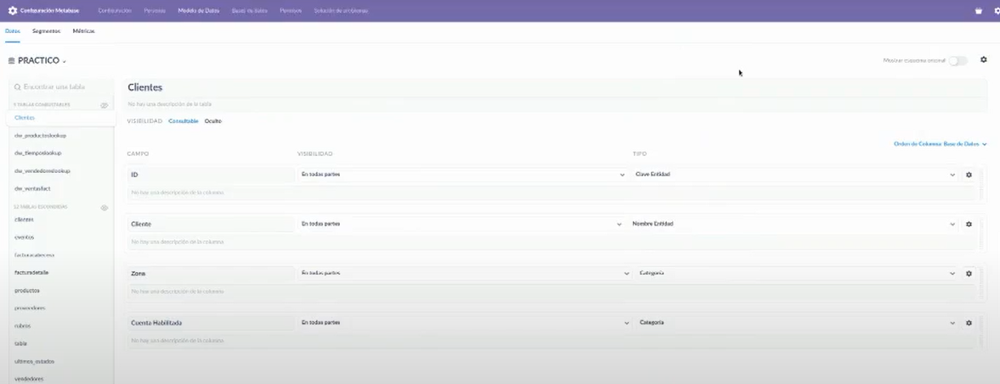 Configuración Metabase Configuración Personas Modelo de Datos Bases de datos Permisos Solución de problemas
Datos Segmentos Métricas
PRACTICO
Mostrar esquema original
Encontrar una tabla
5 TABLAS CONSULTABLES
Clientes
dw_productoslookup
dw_tiemposlookup
dw_vendedoreslookup
dw_ventasfact
12 TABLAS ESCONDIDAS
clientes
eventos
facturacabecera
facturadetalle
productos
proveedores
rubros
tabla
ultimos_estados
vendedores
Clientes
No hay una descripción de la tabla
VISIBILIDAD Consultable Oculto
Orden de Columna: Base de Datos
CAMPO VISIBILIDAD TIPO
ID En todas partes Clave Entidad
No hay una descripción de la columna
Cliente En todas partes Nombre Entidad
No hay una descripción de la columna
Zona En todas partes Categoría
No hay una descripción de la columna
Cuenta Habilitada En todas partes Categoría
No hay una descripción de la columna